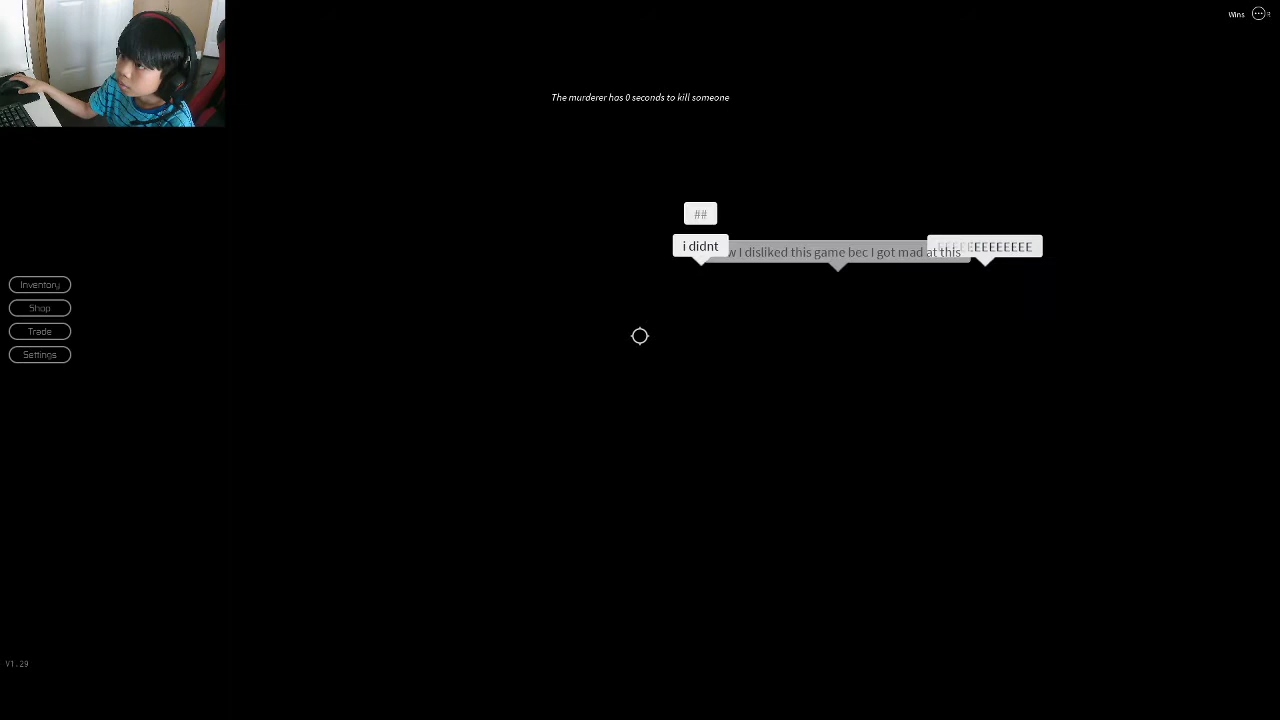 Wins
The murderer has 0 seconds to kill someone
##
i didnt
I disliked this game bec I got mad at this
EEEEEEEEEEEEE
Inventory
Shop
Trade
Settings
V1.29